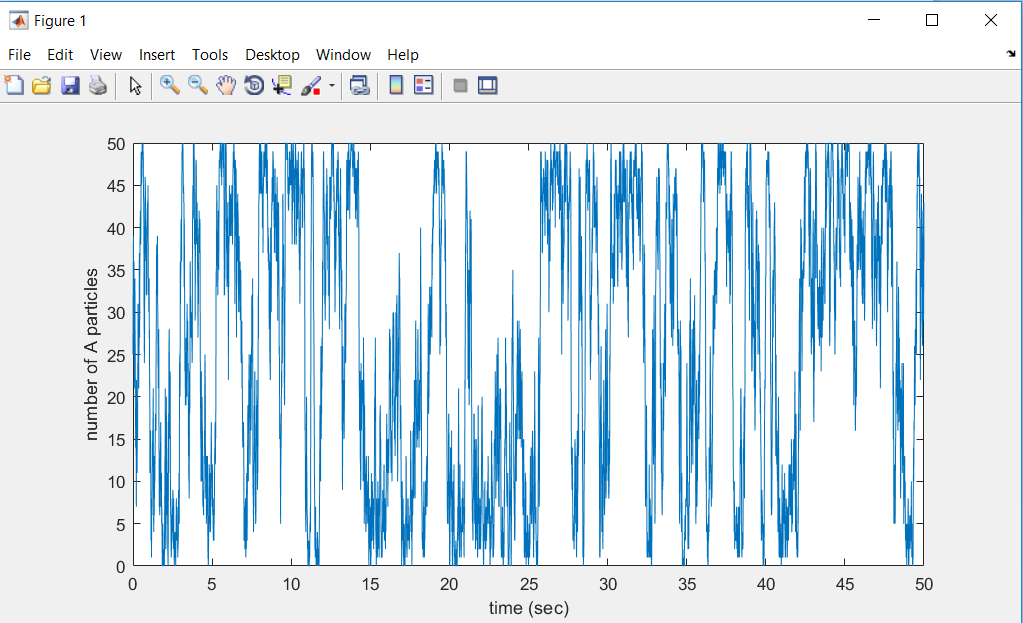 Figure 1
File Edit View Insert Tools Desktop Window Help
50
45
40
35
30
25
20
15
10
5
0
number of A particles
0 5 10 15 20 25 30 35 40 45 50
time (sec)